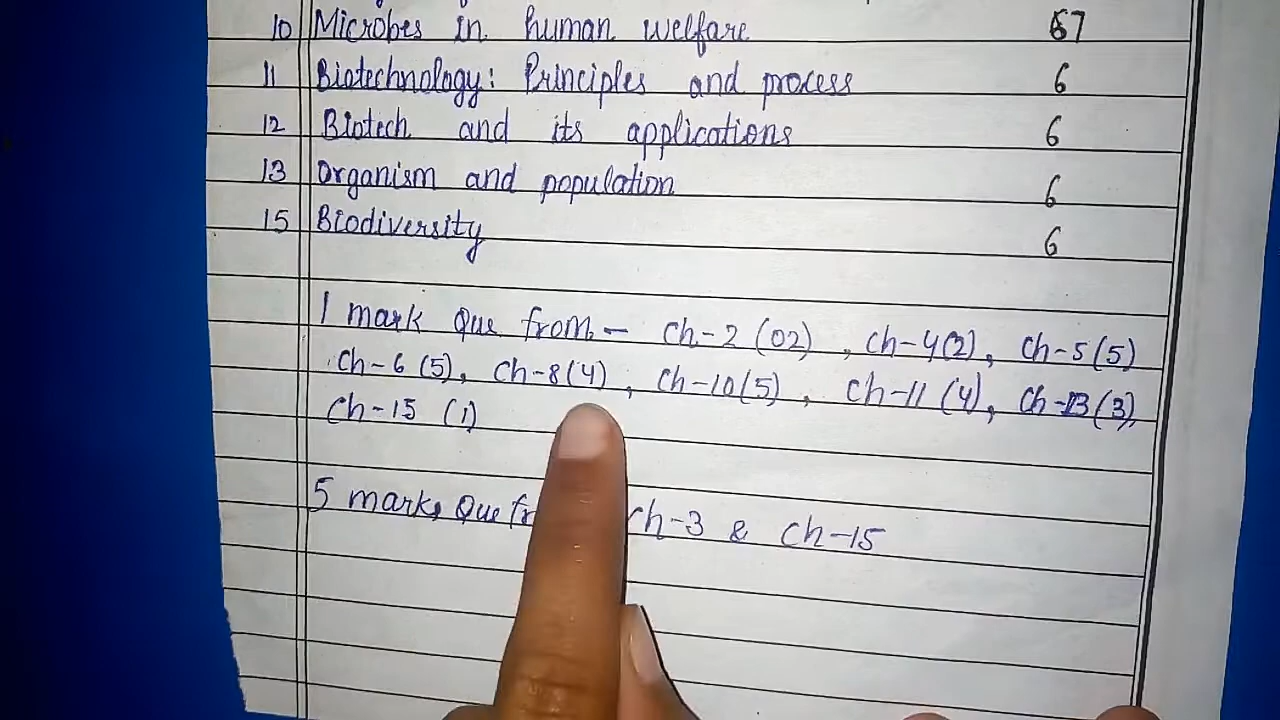 10 Microbes in human welfare 67
11 Biotechnology: Principles and process 6
12 Biotech and its applications 6
13 Organism and population 6
15 Biodiversity 6
1 mark Que from - Ch-2 (02), Ch-4(2), Ch-5(5)
Ch-6 (5), Ch-8(4), Ch-10(5), Ch-11 (4), Ch-13(3),
Ch-15 (1)
5 marks Que Ch-3 & Ch-15